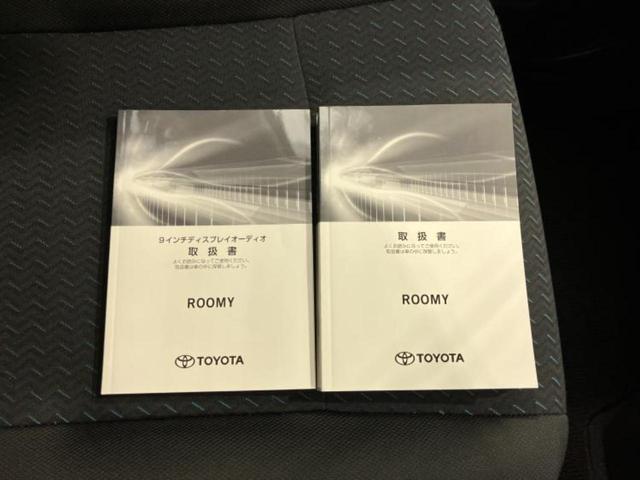 9インチディスプレイオーディオ
取扱書
よくお読みになってご使用ください。
取扱書は車の中に保管しましょう。
ROOMY
TOYOTA
取扱書
よくお読みになってご使用ください。
取扱書は車の中に保管しましょう。
ROOMY
TOYOTA